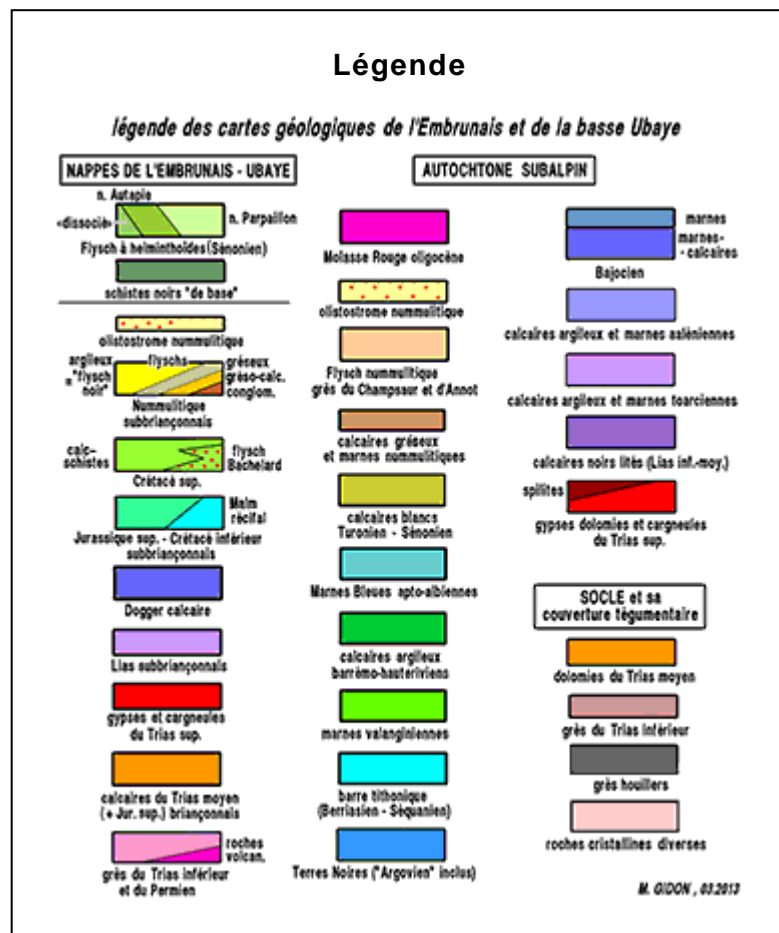 Légende
légende des cartes géologiques de l'Embrunais et de la basse Ubaye
NAPPES DE L'EMBRUNAIS - UBAYE
n. Autapie
«dissocié»
n. Parpaillon
Flysch à helminthoïdes (Sénonien)
schistes noirs "de base"
olistostrome nummulitique
argileux
= "flysch
noir"
flyschs
gréseux
gréso-calc.
conglom.
Nummulitique
subbriançonnais
calc-
schistes
flysch
Bachelard
Crétacé sup.
Malm
récifal
Jurassique sup. - Crétacé inférieur
subbriançonnais
Dogger calcaire
Lias subbriançonnais
gypses et cargneules
du Trias sup.
calcaires du Trias moyen
(+ Jur. sup.) briançonnais
roches
volcan.
grès du Trias inférieur
et du Permien
AUTOCHTONE SUBALPIN
Molasse Rouge oligocène
olistostrome nummulitique
Flysch nummulitique
grès du Champsaur et d'Annot
calcaires gréseux
et marnes nummulitiques
calcaires blancs
Turonien - Sénonien
Marnes Bleues apto-albiennes
calcaires argileux
barrémo-hauteriviens
marnes valanginiennes
barre tithonique
(Berriasien - Séquanien)
Terres Noires ("Argovien" inclus)
marnes
marnes-
-calcaires
Bajocien
calcaires argileux et marnes aaléniennes
calcaires argileux et marnes toarciennes
calcaires noirs lités (Lias inf.-moy.)
spilites
gypses dolomies et cargneules
du Trias sup.
SOCLE et sa
couverture tégumentaire
dolomies du Trias moyen
grès du Trias inférieur
grès houillers
roches cristallines diverses
M. GIDON , 03.2013